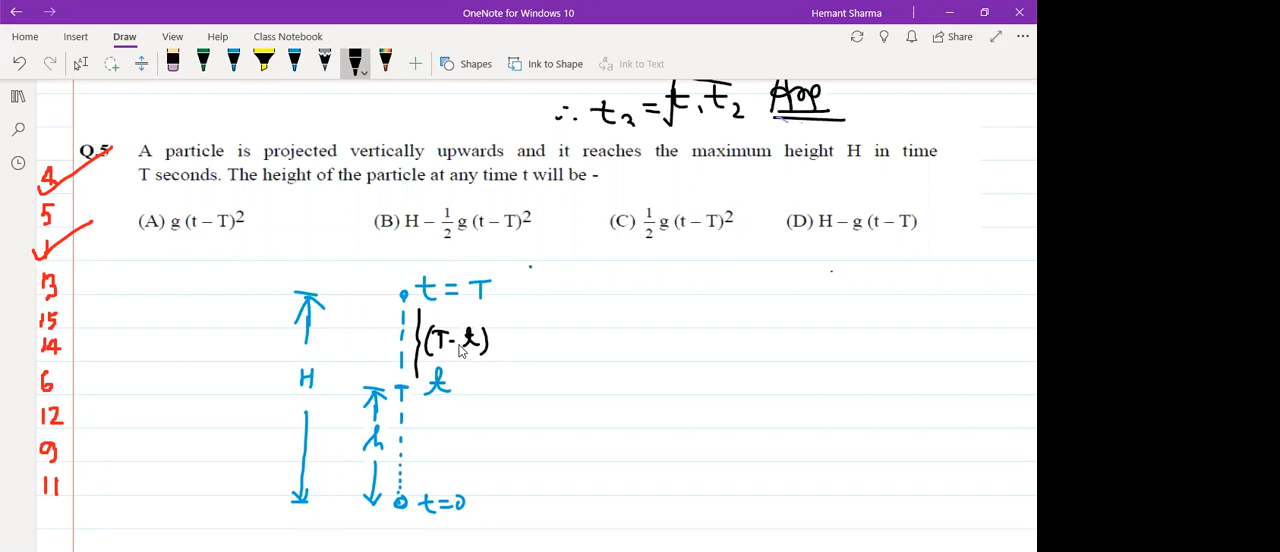 OneNote for Windows 10
Hemant Sharma
Home Insert Draw View Help Class Notebook
Share
Shapes Ink to Shape Ink to Text
∴ t₃ = √t₁ t₂ Ans
Q.5 A particle is projected vertically upwards and it reaches the maximum height H in time
T seconds. The height of the particle at any time t will be -
(A) g (t – T)² (B) H – 1/2 g (t – T)² (C) 1/2 g (t – T)² (D) H – g (t – T)
4
5
1
13
15
14
6
12
9
11
t = T
(T-t)
H
t
h
t=0